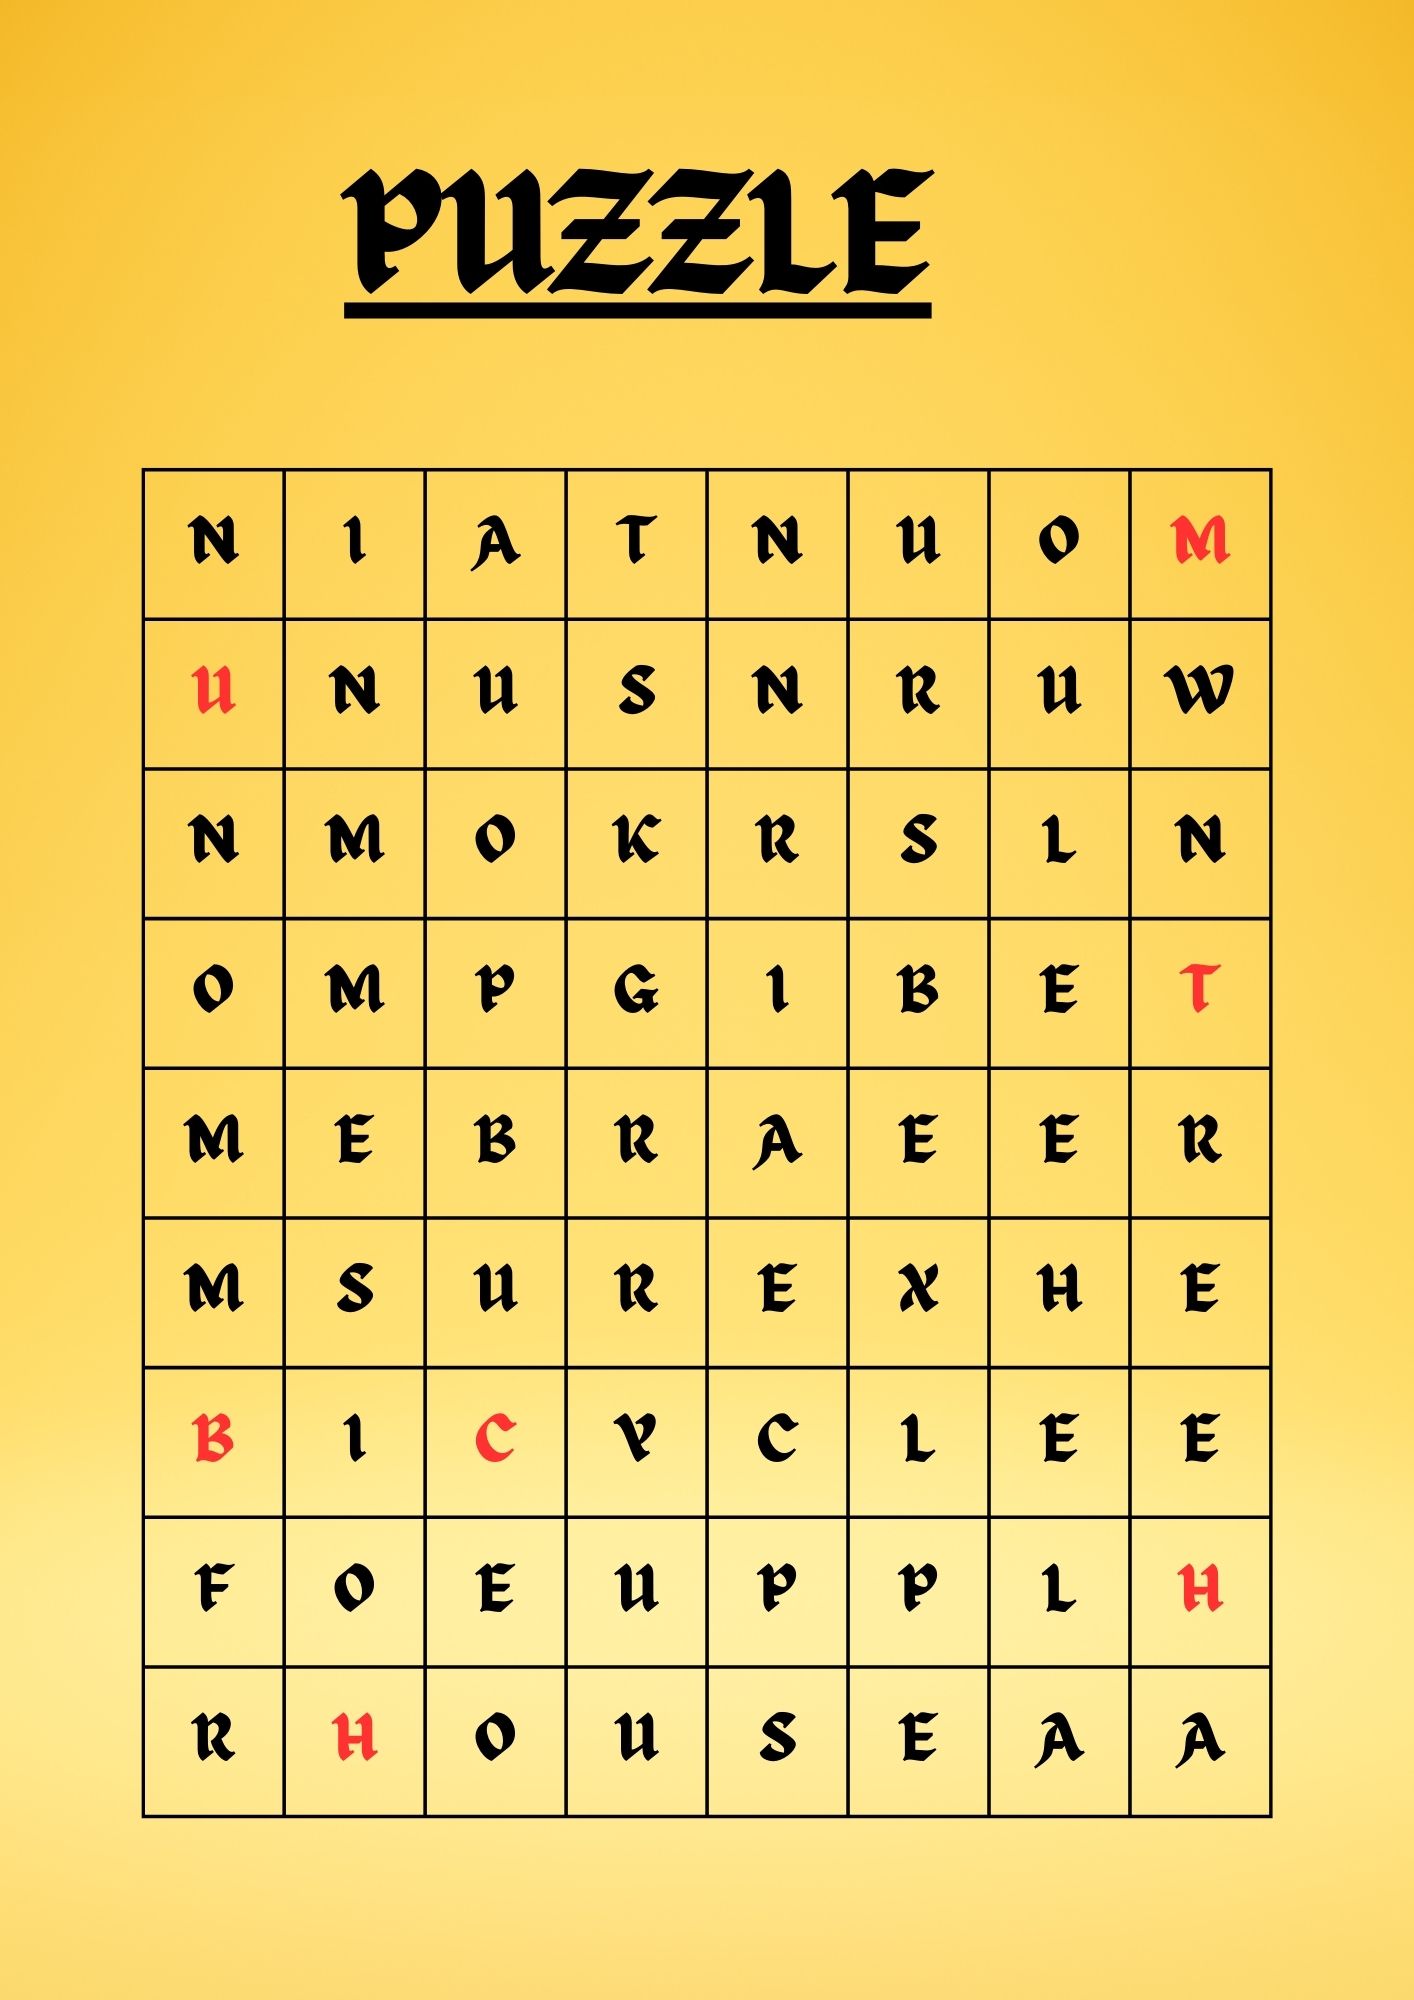 PUZZLE
N I A T N U O M
U N U S N R U W
N M O K R S L N
O M P G I B E T
M E B R A E E R
M S U R E X H E
B I C Y C L E E
F O E U P P L H
R H O U S E A A